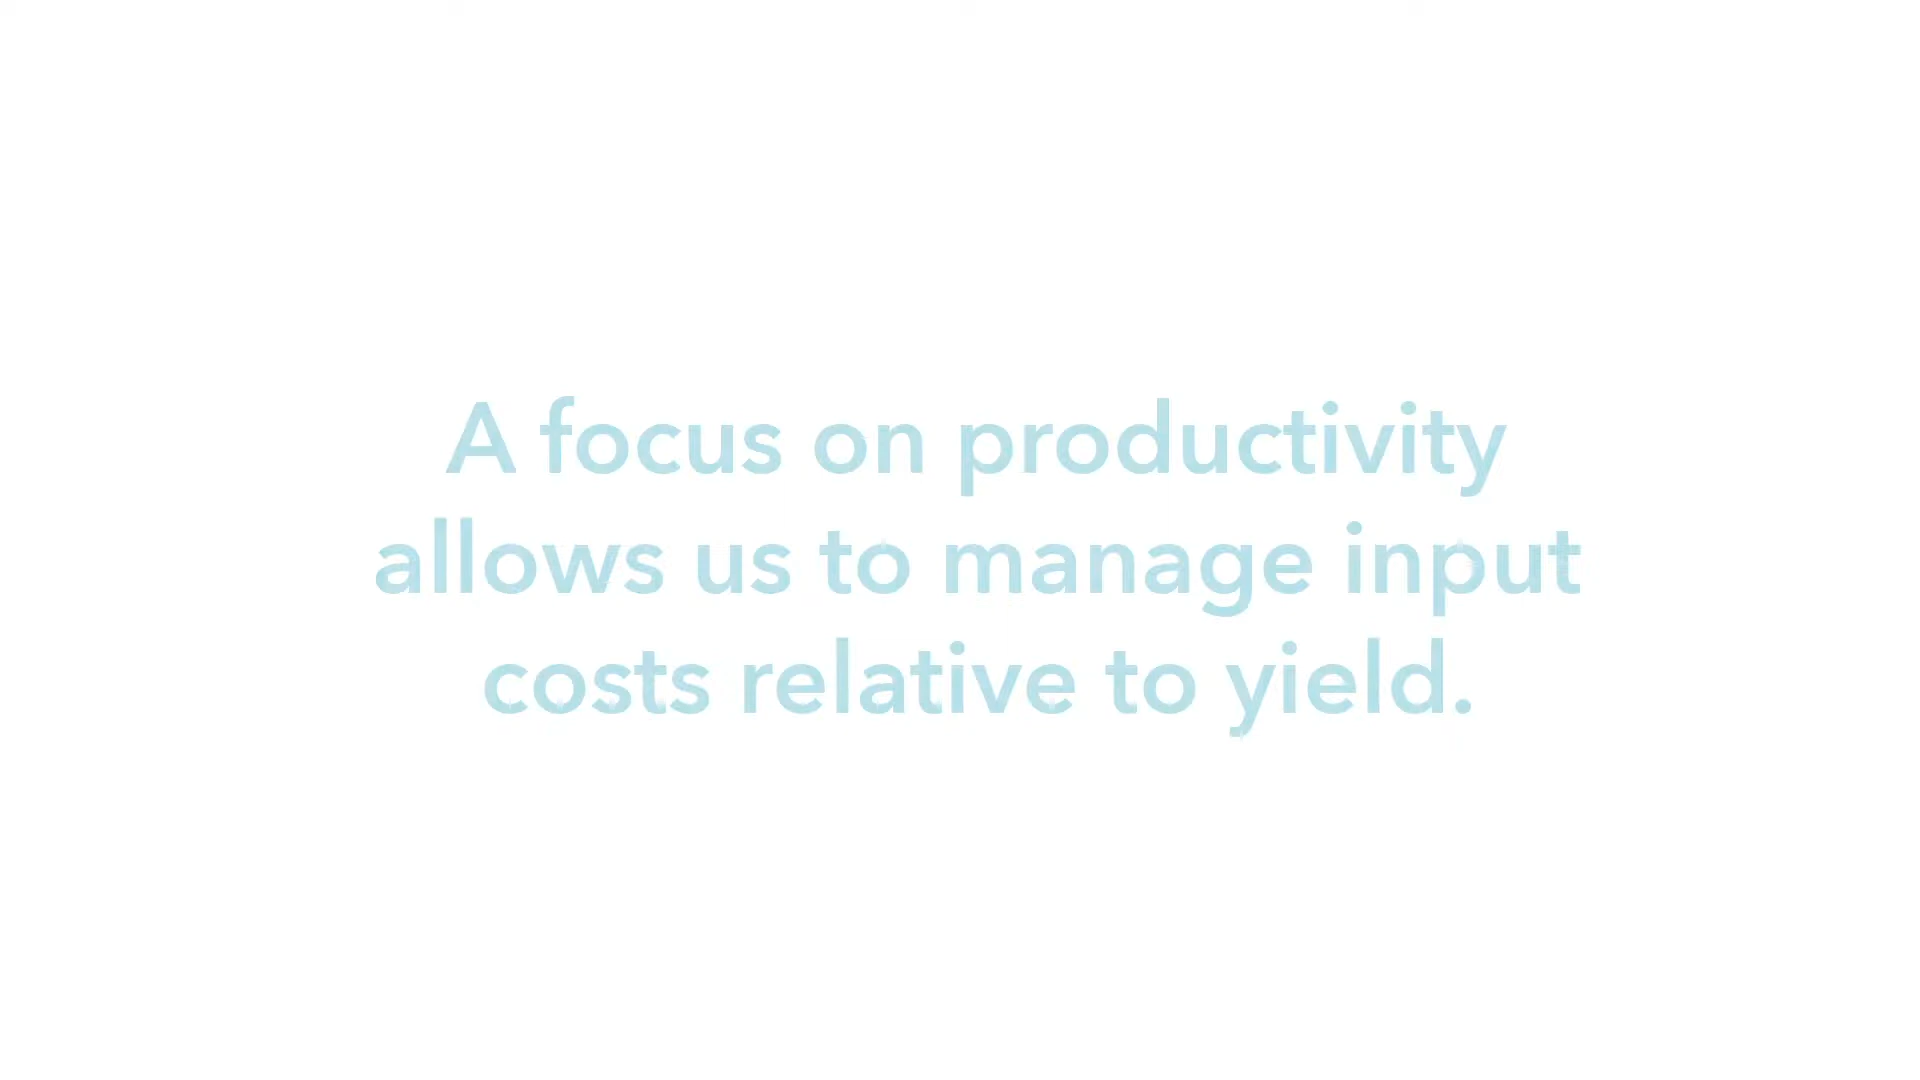 A focus on productivity
allows us to manage input
costs relative to yield.